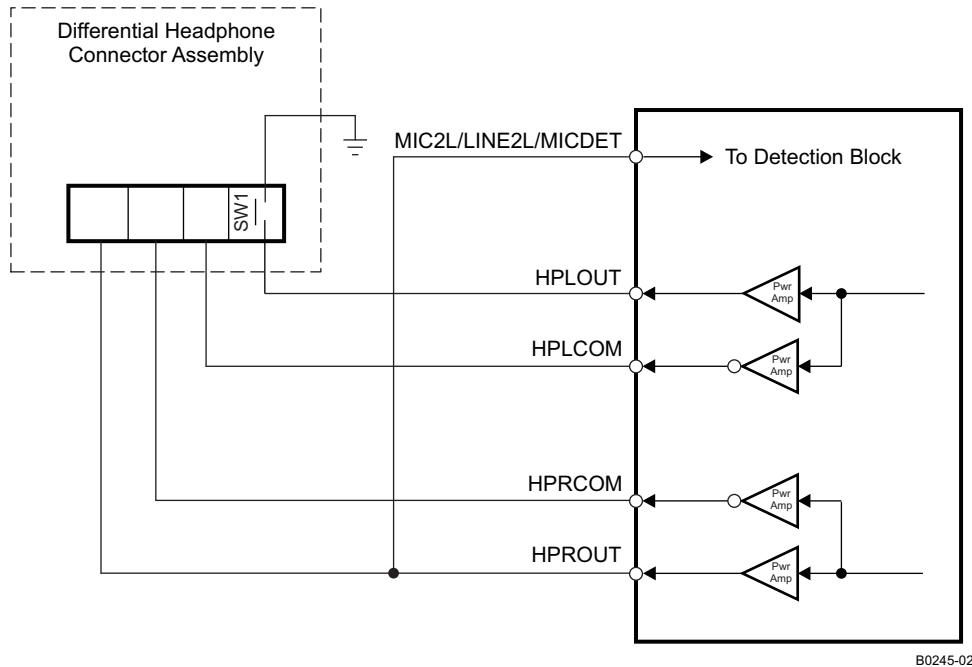 Differential Headphone
Connector Assembly
MIC2L/LINE2L/MICDET
To Detection Block
SW1
HPLOUT
Pwr
Amp
HPLCOM
Pwr
Amp
HPRCOM
Pwr
Amp
HPROUT
Pwr
Amp
B0245-02